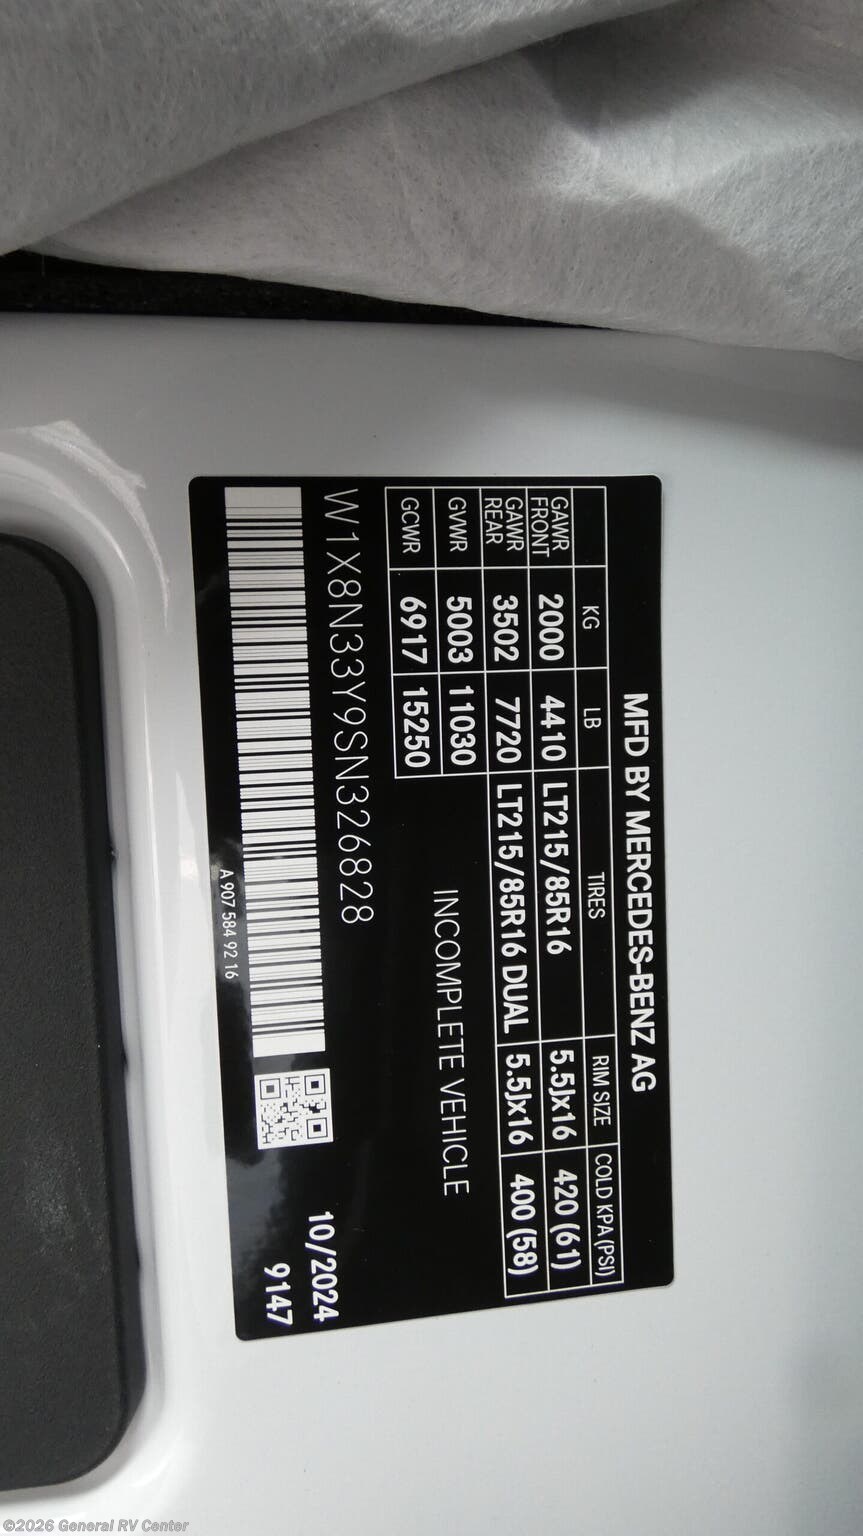 MFD BY MERCEDES-BENZ AG
KG LB TIRES RIM SIZE COLD KPA (PSI)
GAWR FRONT 2000 4410 LT215/85R16 5.5Jx16 420 (61)
GAWR REAR 3502 7720 LT215/85R16 DUAL 5.5Jx16 400 (58)
GVWR 5003 11030
GCWR 6917 15250
INCOMPLETE VEHICLE
W1X8N33Y9SN326828
10/2024
9147
A 907 584 92 16
©2026 General RV Center